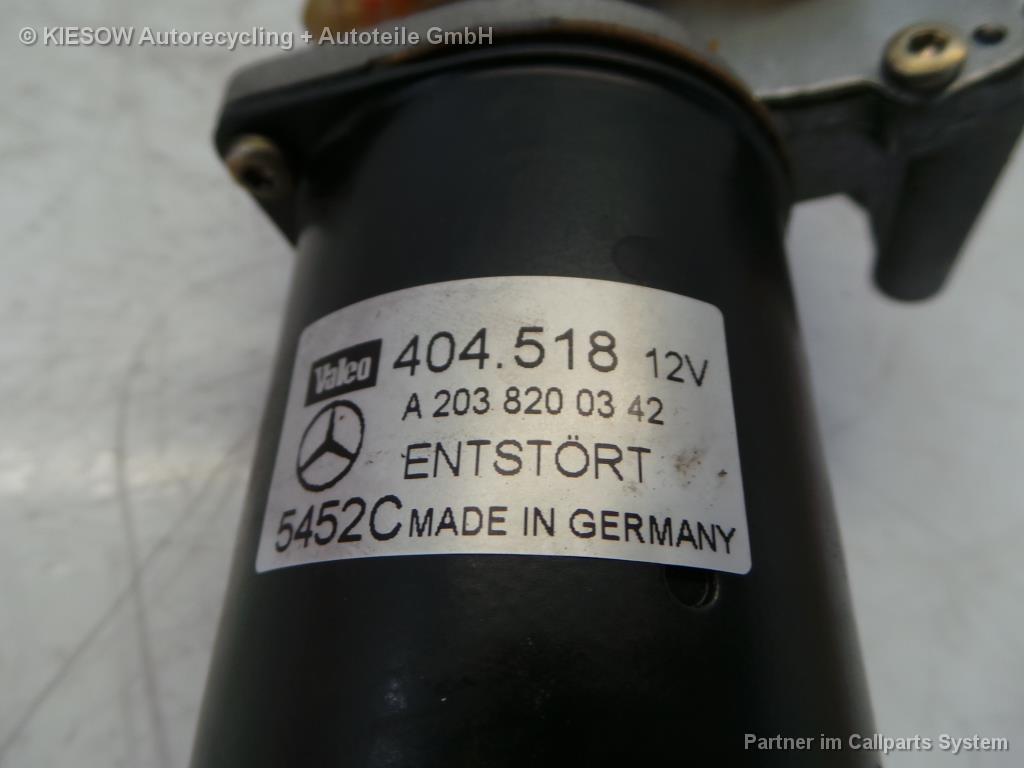 © KIESOW Autorecycling + Autoteile GmbH
Valeo 404.518 12V
A 203 820 03 42
ENTSTÖRT
5452C MADE IN GERMANY
Partner im Callparts System